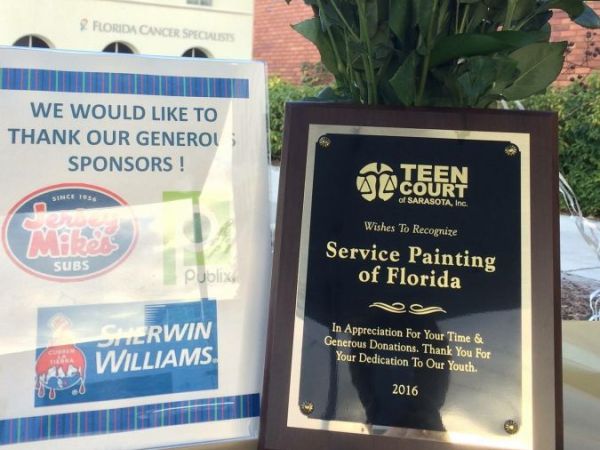 FLORIDA CANCER SPECIALISTS
WE WOULD LIKE TO
THANK OUR GENEROUS
SPONSORS !
SINCE 1956
Jersey
Mike's
SUBS
Publix
SHERWIN
WILLIAMS.
TEEN
COURT
of SARASOTA, Inc.
Wishes To Recognize
Service Painting
of Florida
In Appreciation For Your Time &
Generous Donations. Thank You For
Your Dedication To Our Youth.
2016